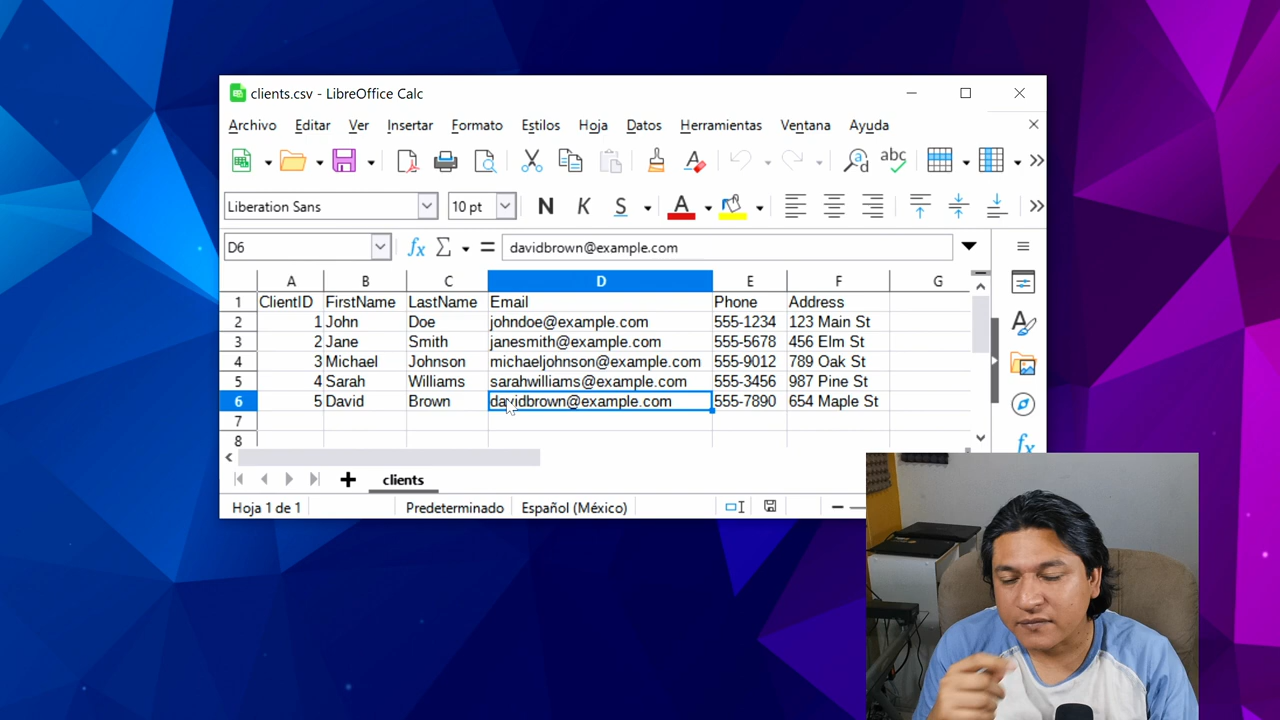 clients.csv - LibreOffice Calc
Archivo Editar Ver Insertar Formato Estilos Hoja Datos Herramientas Ventana Ayuda
abc
Liberation Sans 10 pt N K S A
D6 fx Σ = davidbrown@example.com
A B C D E F G
1 ClientID FirstName LastName Email Phone Address
2 1 John Doe johndoe@example.com 555-1234 123 Main St
3 2 Jane Smith janesmith@example.com 555-5678 456 Elm St
4 3 Michael Johnson michaeljohnson@example.com 555-9012 789 Oak St
5 4 Sarah Williams sarahwilliams@example.com 555-3456 987 Pine St
6 5 David Brown davidbrown@example.com 555-7890 654 Maple St
7
8
clients
Hoja 1 de 1 Predeterminado Español (México)